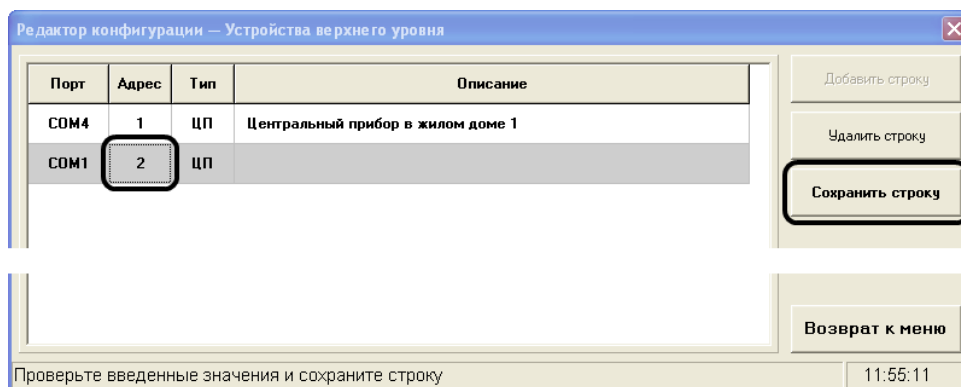 Редактор конфигурации — Устройства верхнего уровня
Порт Адрес Тип Описание
COM4 1 ЦП Центральный прибор в жилом доме 1
COM1 2 ЦП
Добавить строку
Удалить строку
Сохранить строку
Возврат к меню
Проверьте введенные значения и сохраните строку 11:55:11